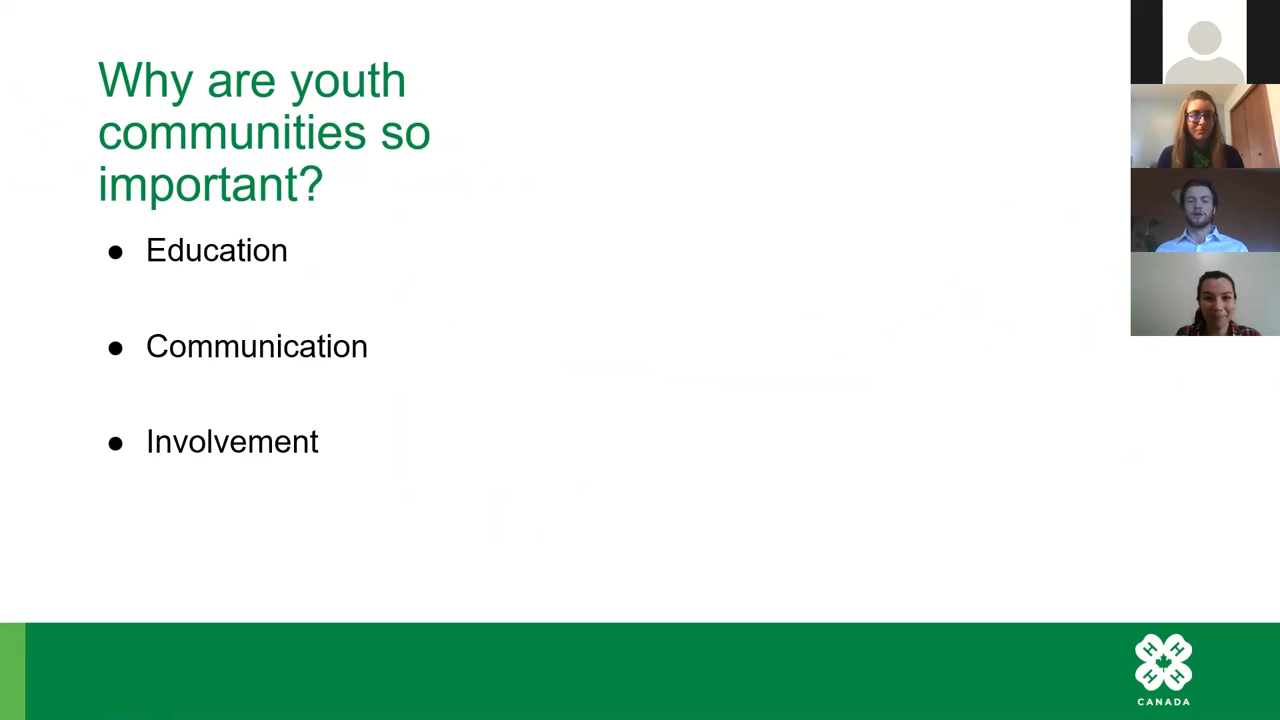 Why are youth
communities so
important?
● Education
● Communication
● Involvement
H H
H H
CANADA